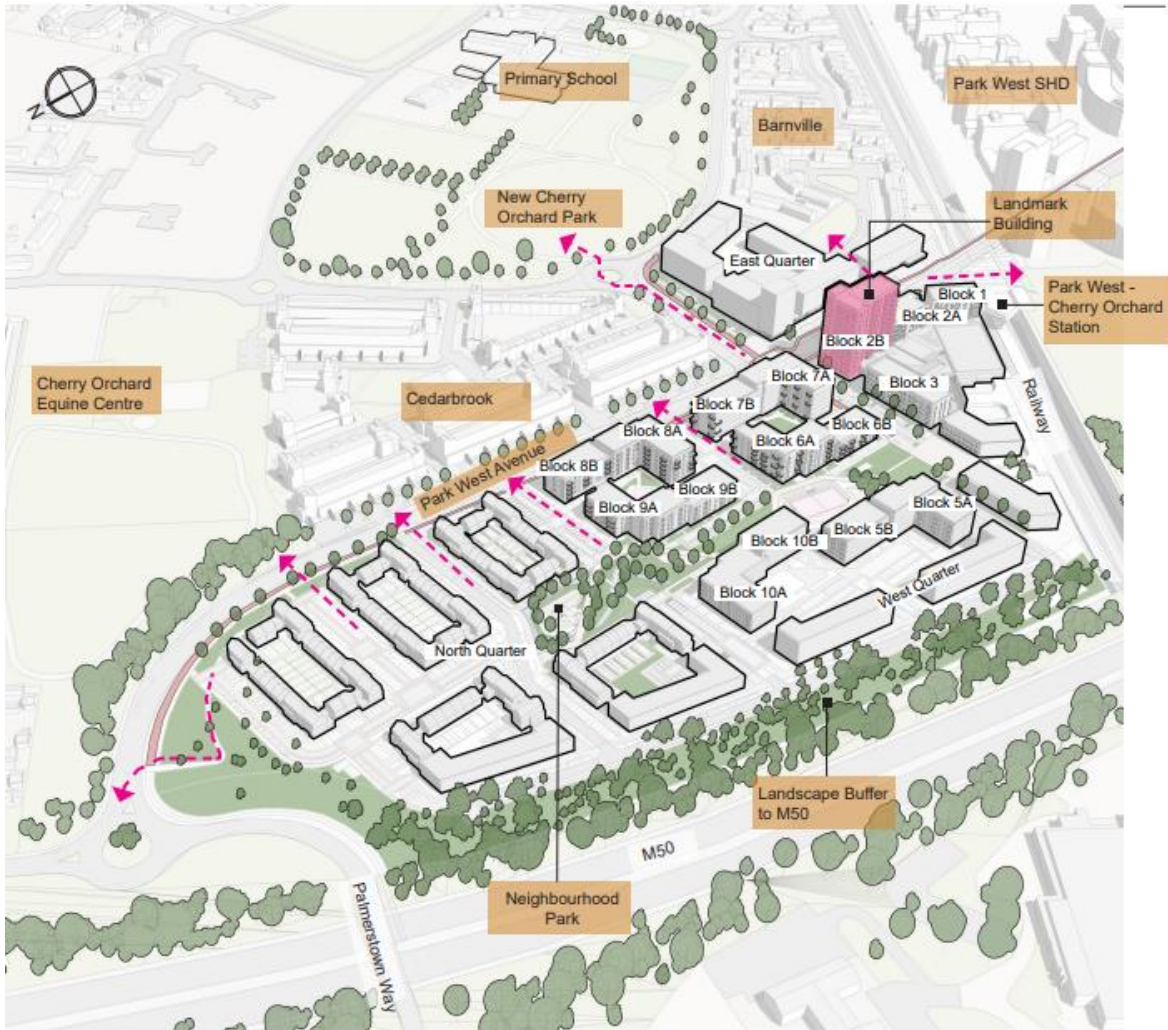 N
Primary School
Park West SHD
Barnville
New Cherry
Orchard Park
Landmark
Building
East Quarter
Park West -
Cherry Orchard
Station
Block 1
Block 2A
Block 2B
Block 7A
Block 3
Railway
Cherry Orchard
Equine Centre
Cedarbrook
Block 7B
Block 6B
Block 6A
Block 8A
Park West Avenue
Block 8B
Block 9B
Block 9A
Block 5A
Block 5B
Block 10B
Block 10A
West Quarter
North Quarter
Landscape Buffer
to M50
M50
Neighbourhood
Park
Palmerstown Way